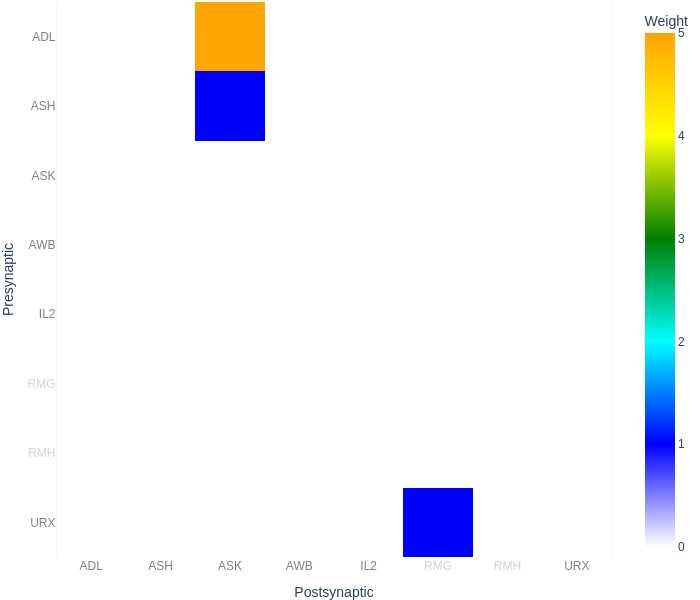 Weight
ADL
ASH
ASK
AWB
IL2
RMG
RMH
URX
Presynaptic
ADL ASH ASK AWB IL2 RMG RMH URX
Postsynaptic
5
4
3
2
1
0